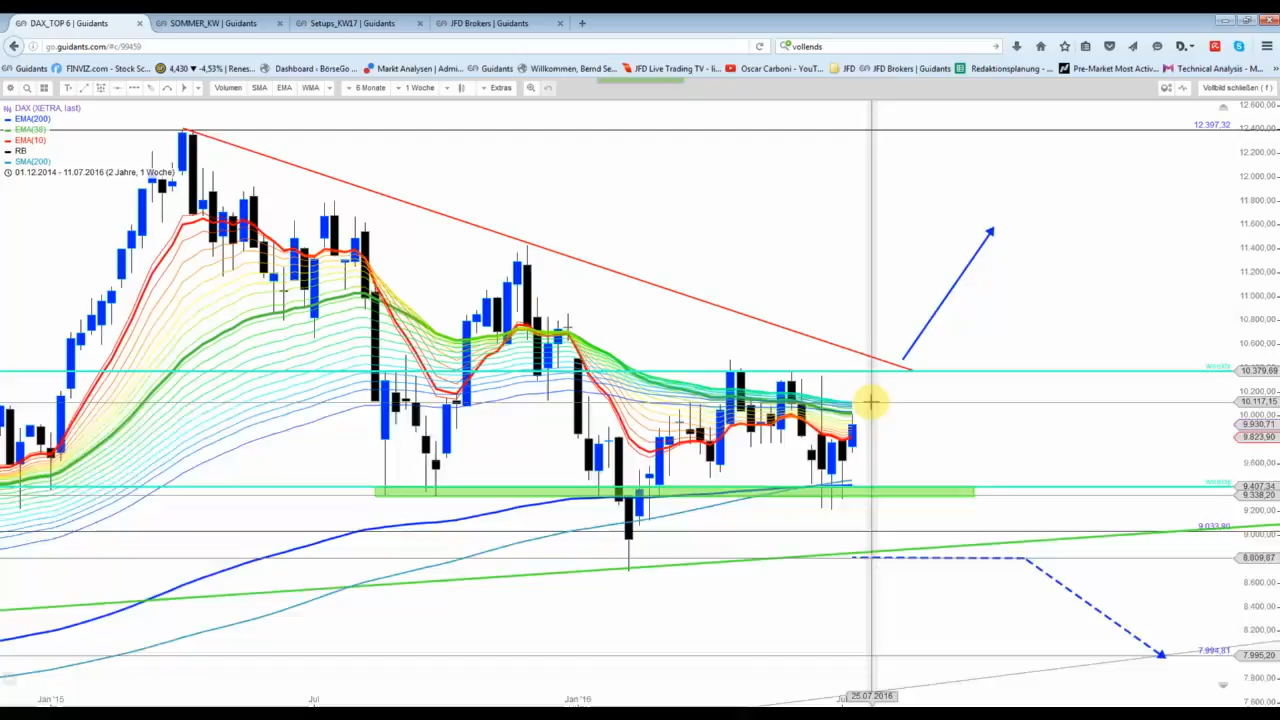 DAX_TOP 6 | Guidants
SOMMER_KW | Guidants
Setups_KW17 | Guidants
JFD Brokers | Guidants
go.guidants.com/#c/99459
vollends
Guidants
FINVIZ.com - Stock Sc...
4,430 ▼ -4,53% | Renes...
Dashboard - BörseGo ...
Markt Analysen | Admi...
Guidants
Willkommen, Bernd Se...
JFD Live Trading TV - li...
Oscar Carboni - YouT...
JFD
JFD Brokers | Guidants
Redaktionsplanung - ...
Pre-Market Most Activ...
Technical Analysis - M...
Volumen
SMA
EMA
WMA
6 Monate
1 Woche
Extras
Vollbild schließen ( f )
DAX (XETRA, last)
EMA(200)
EMA(38)
EMA(10)
RB
SMA(200)
01.12.2014 - 11.07.2016 (2 Jahre, 1 Woche)
12.600,00
12.397,32
12.400,00
12.200,00
12.000,00
11.800,00
11.600,00
11.400,00
11.200,00
11.000,00
10.800,00
10.600,00
weekly
10.379,69
10.200,00
10.117,15
10.000,00
9.930,71
9.823,90
9.600,00
weekly
9.407,34
9.338,20
9.200,00
9.033,80
9.000,00
8.809,87
8.600,00
8.400,00
8.200,00
7.994,81
7.995,20
7.800,00
7.600,00
Jan '15
Jul
Jan '16
25.07.2016